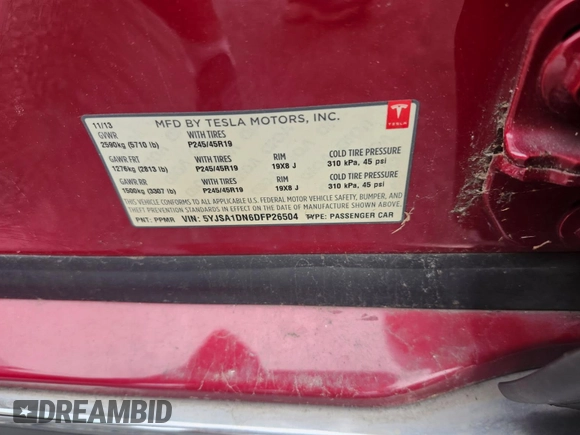 11/13 MFD BY TESLA MOTORS, INC. TESLA
GVWR WITH TIRES
2590kg (5710 lb) P245/45R19
GAWR FRT WITH TIRES RIM COLD TIRE PRESSURE
1276kg (2813 lb) P245/45R19 19X8 J 310 kPa, 45 psi
GAWR RR WITH TIRES RIM COLD TIRE PRESSURE
1500kg (3307 lb) P245/45R19 19X8 J 310 kPa, 45 psi
THIS VEHICLE CONFORMS TO ALL APPLICABLE U.S. FEDERAL MOTOR VEHICLE SAFETY, BUMPER, AND
THEFT PREVENTION STANDARDS IN EFFECT ON THE DATE OF MANUFACTURE SHOWN ABOVE.
PNT: PPMR VIN: 5YJSA1DN6DFP26504 TYPE: PASSENGER CAR
DREAMBID